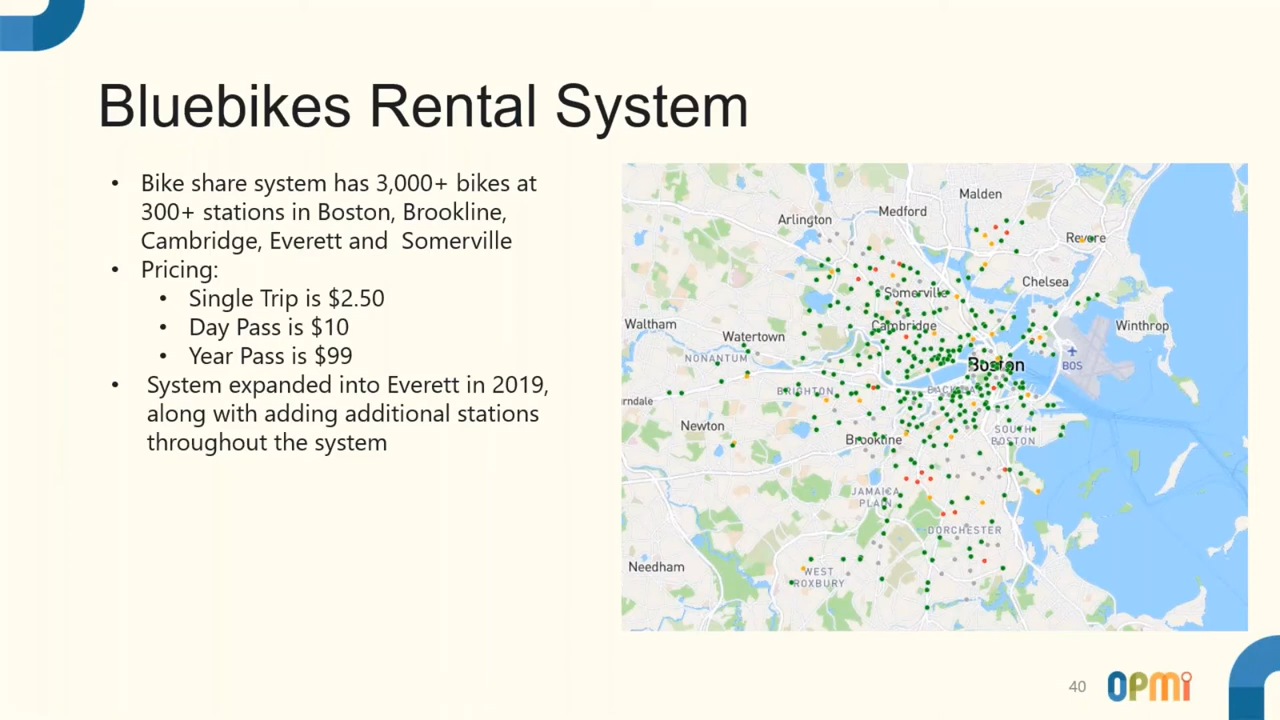 Bluebikes Rental System
• Bike share system has 3,000+ bikes at
300+ stations in Boston, Brookline,
Cambridge, Everett and  Somerville
• Pricing:
• Single Trip is $2.50
• Day Pass is $10
• Year Pass is $99
• System expanded into Everett in 2019,
along with adding additional stations
throughout the system
Malden
Medford
Arlington
Revere
Chelsea
Somerville
Waltham
Cambridge
Winthrop
Watertown
NONANTUM
Boston
BOS
BRIGHTON
Newton
SOUTH
BOSTON
Brookline
JAMAICA
PLAIN
DORCHESTER
Needham
WEST
ROXBURY
40
OPMi